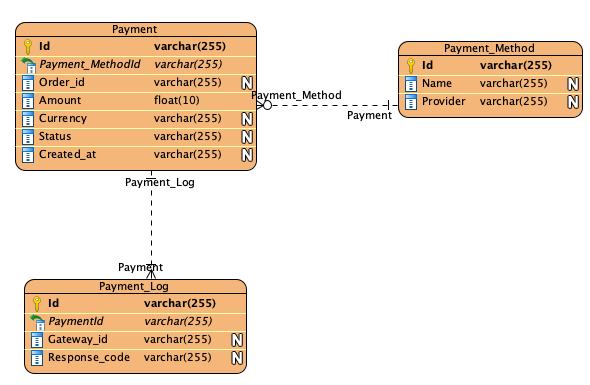 Payment
Id varchar(255)
Payment_MethodId varchar(255)
Order_id varchar(255) N
Amount float(10)
Currency varchar(255) N
Status varchar(255) N
Created_at varchar(255) N
Payment_Method
Id varchar(255)
Name varchar(255) N
Provider varchar(255) N
Payment_Method
Payment
Payment_Log
Payment
Payment_Log
Id varchar(255)
PaymentId varchar(255)
Gateway_id varchar(255) N
Response_code varchar(255) N